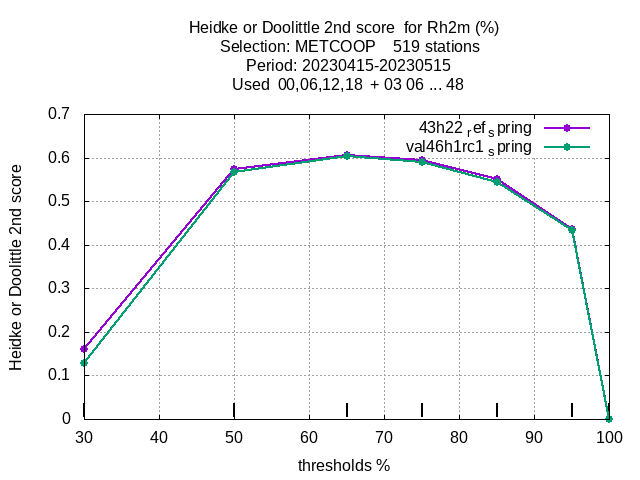 Heidke or Doolittle 2nd score for Rh2m (%)
Selection: METCOOP 519 stations
Period: 20230415-20230515
Used 00,06,12,18 + 03 06 ... 48
43h22 ref spring
val46h1rc1 spring
Heidke or Doolittle 2nd score
0.7
0.6
0.5
0.4
0.3
0.2
0.1
0
30 40 50 60 70 80 90 100
thresholds %